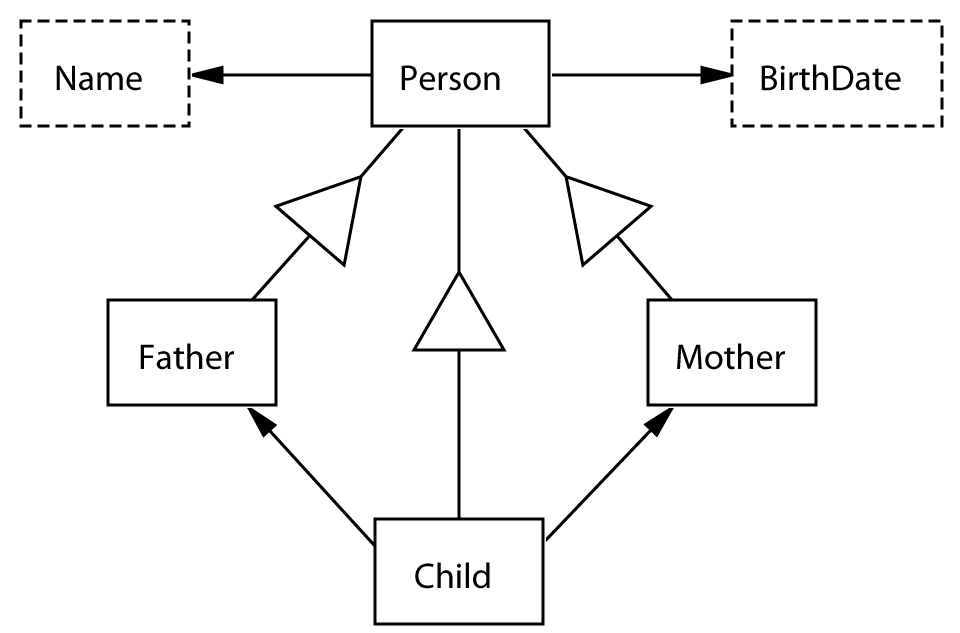 Name
Person
BirthDate
Father
Mother
Child